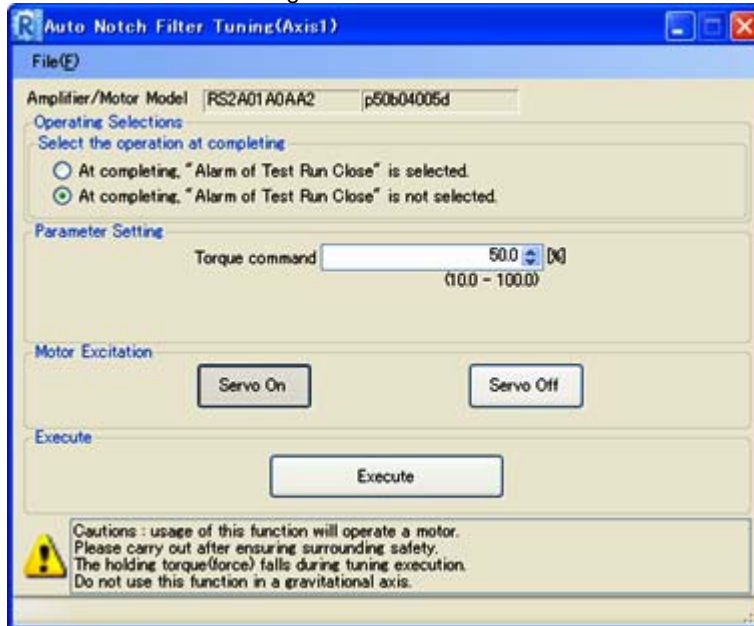 Auto Notch Filter Tuning(Axis1)
File(F)
Amplifier/Motor Model RS2A01A0AA2 p50b04005d
Operating Selections
Select the operation at completing
At completing, "Alarm of Test Run Close" is selected.
At completing, "Alarm of Test Run Close" is not selected.
Parameter Setting
Torque command 50.0 [%]
(10.0 - 100.0)
Motor Excitation
Servo On Servo Off
Execute
Execute
Cautions : usage of this function will operate a motor.
Please carry out after ensuring surrounding safety.
The holding torque(force) falls during tuning execution.
Do not use this function in a gravitational axis.